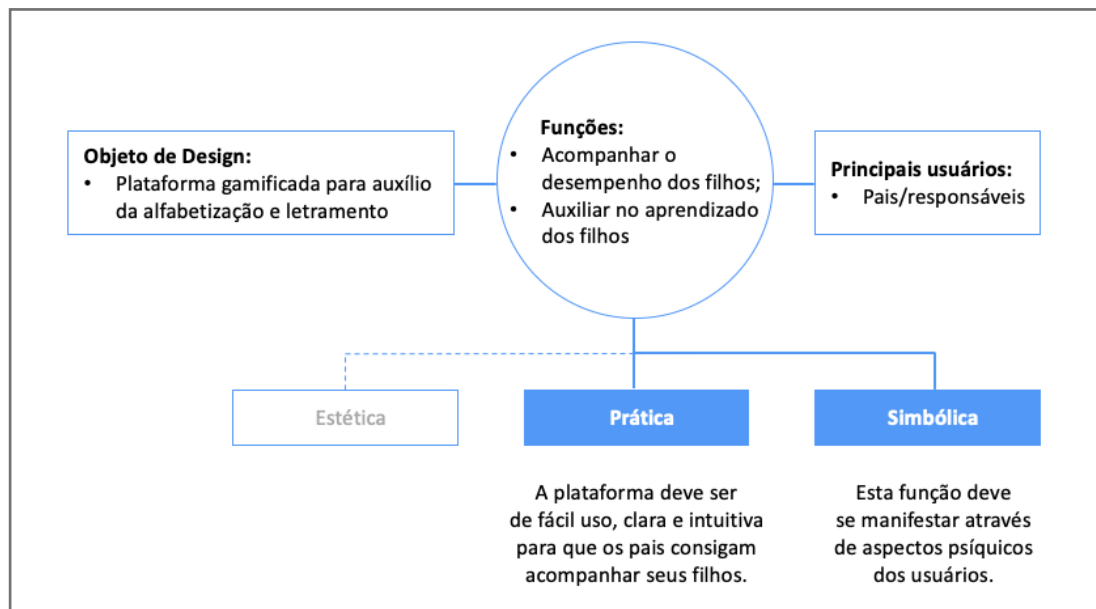 Objeto de Design:
• Plataforma gamificada para auxílio
da alfabetização e letramento
Funções:
• Acompanhar o
desempenho dos filhos;
• Auxiliar no aprendizado
dos filhos
Principais usuários:
• Pais/responsáveis
Estética
Prática
Simbólica
A plataforma deve ser
de fácil uso, clara e intuitiva
para que os pais consigam
acompanhar seus filhos.
Esta função deve
se manifestar através
de aspectos psíquicos
dos usuários.